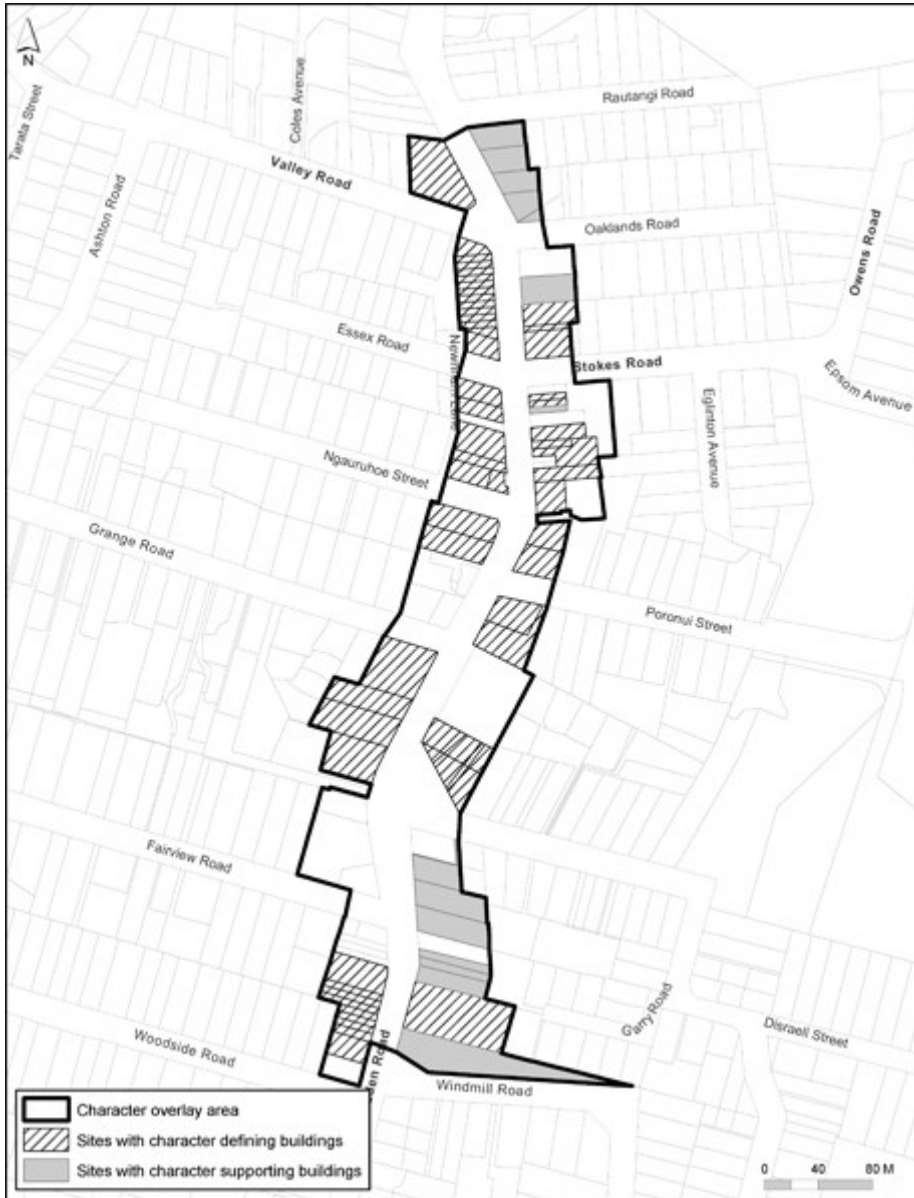 N
Rautangi Road
Coles Avenue
Tarata Street
Valley Road
Ashton Road
Oaklands Road
Owens Road
Essex Road
Stokes Road
Epsom Avenue
Eglinton Avenue
Ngauruhoe Street
Grange Road
Poronui Street
Fairview Road
Garry Road
Disraeli Street
Woodside Road
Road
Windmill Road
Character overlay area
Sites with character defining buildings
Sites with character supporting buildings
0 40 80 M